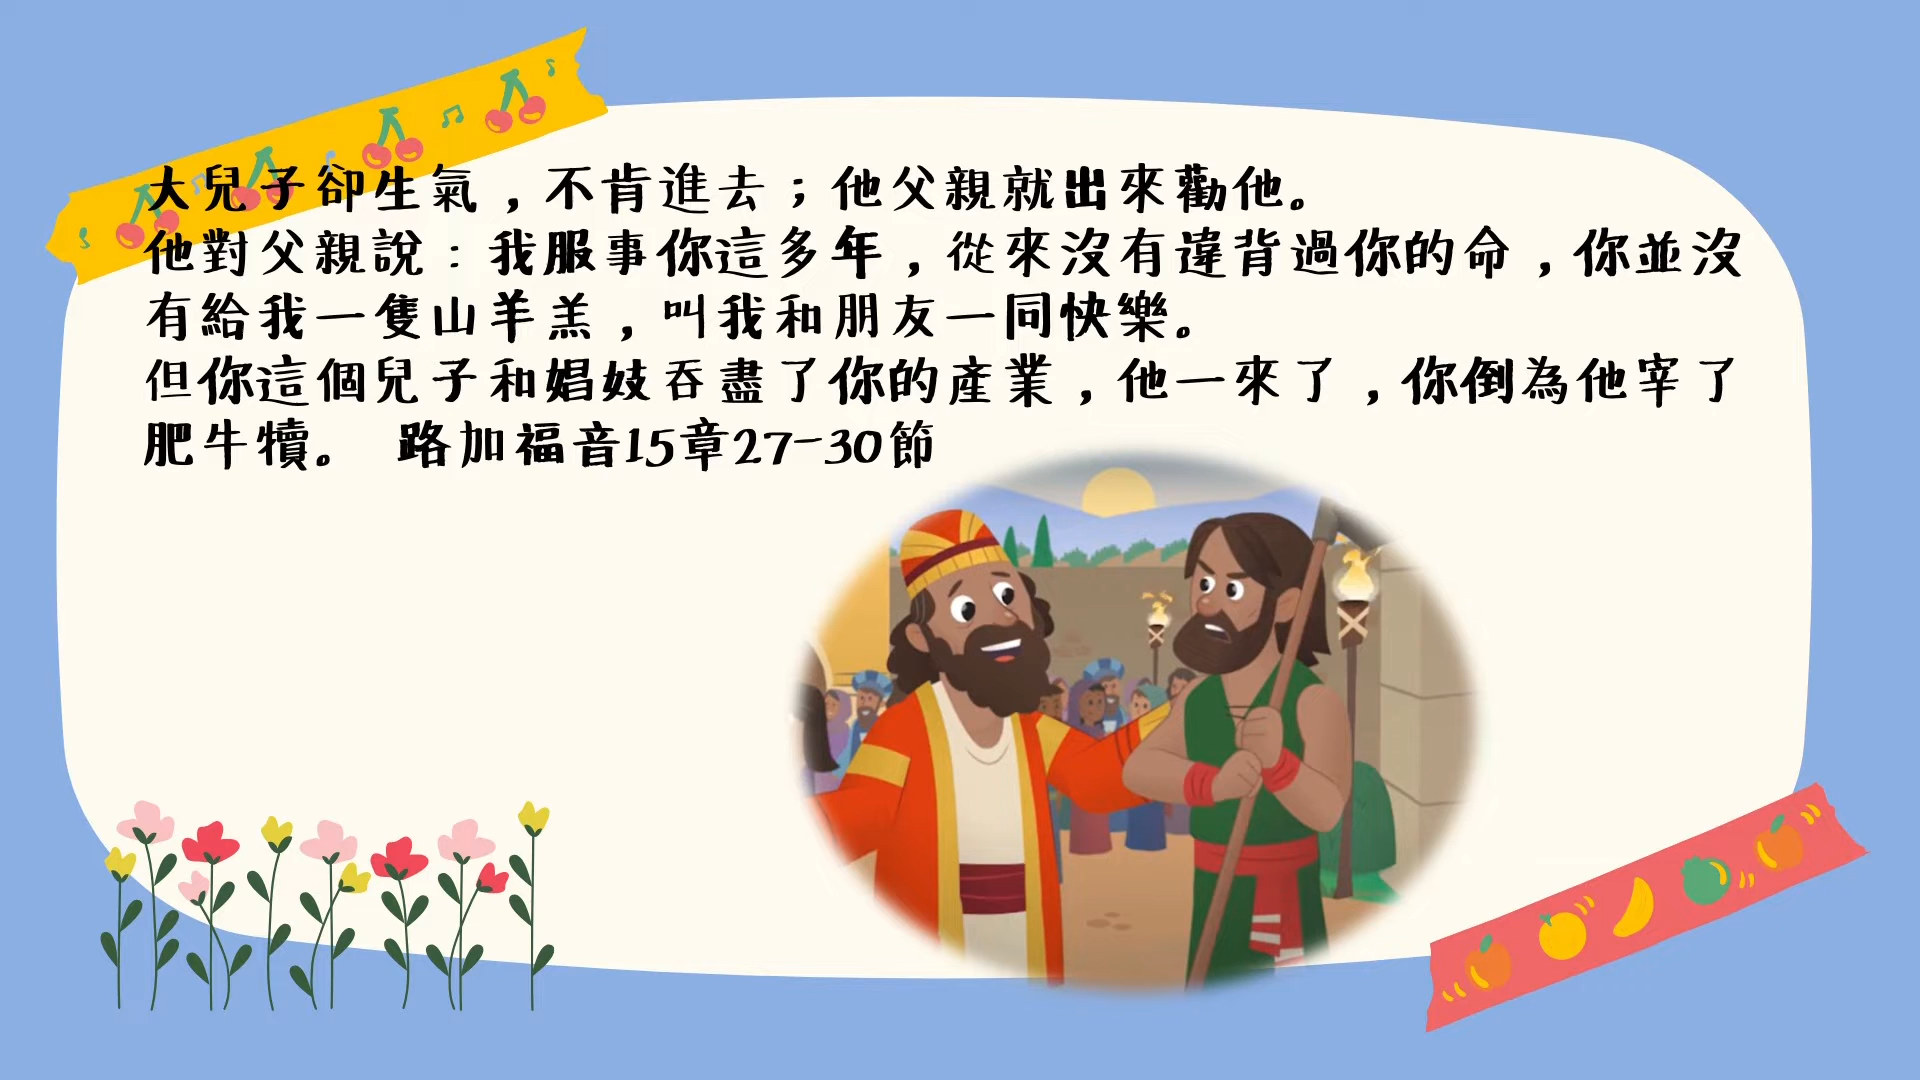 大兒子卻生氣，不肯進去；他父親就出來勸他。
他對父親說：我服事你這多年，從來沒有違背過你的命，你並沒
有給我一隻山羊羔，叫我和朋友一同快樂。
但你這個兒子和娼妓吞盡了你的產業，他一來了，你倒為他宰了
肥牛犢。 路加福音15章27-30節